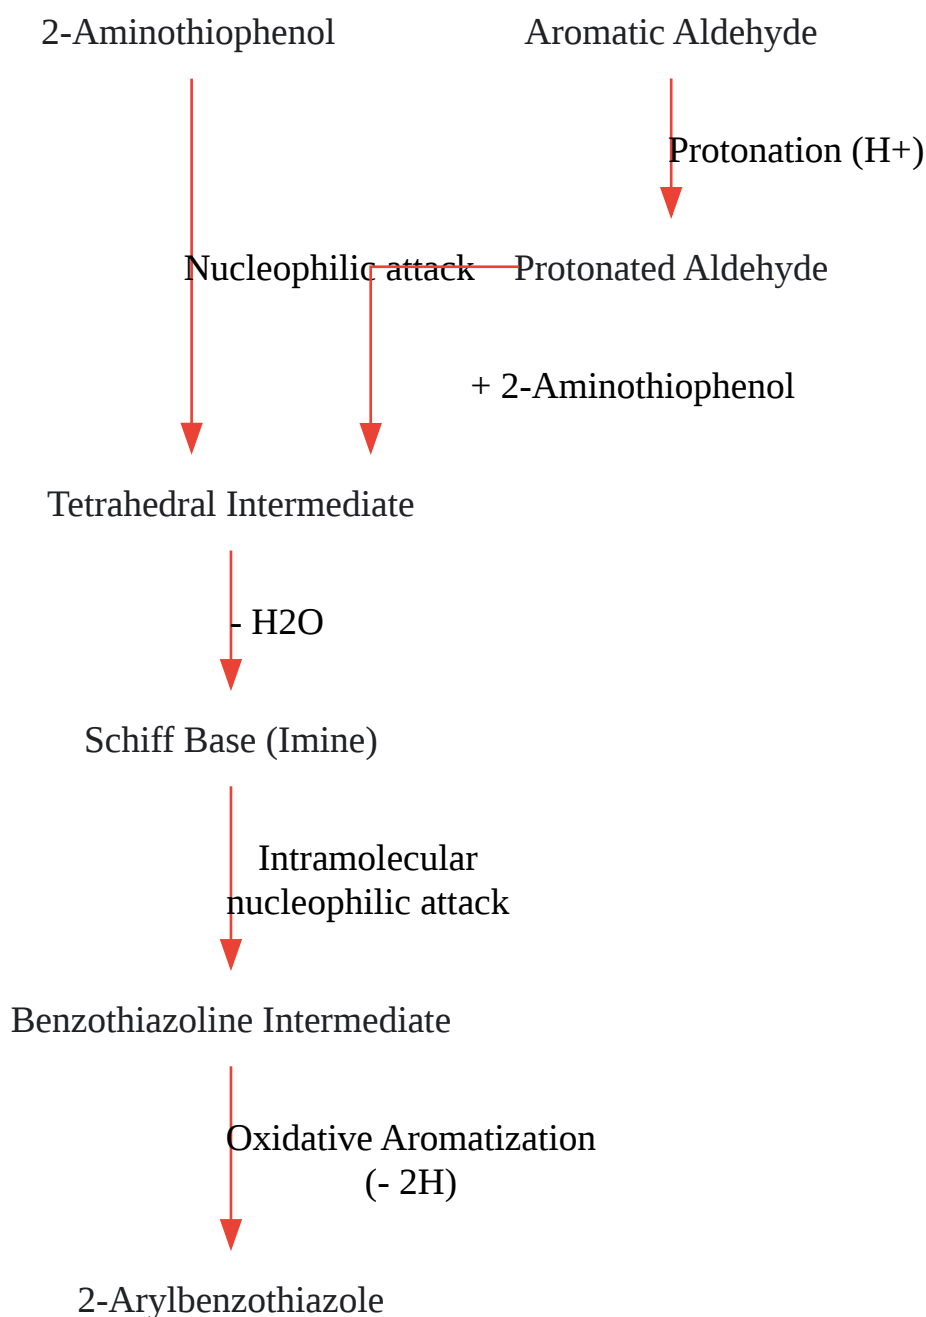 2-Aminothiophenol
Aromatic Aldehyde
Protonation (H+)
Nucleophilic attack
Protonated Aldehyde
+ 2-Aminothiophenol
Tetrahedral Intermediate
- H2O
Schiff Base (Imine)
Intramolecular
nucleophilic attack
Benzothiazoline Intermediate
Oxidative Aromatization
(- 2H)
2-Arylbenzothiazole